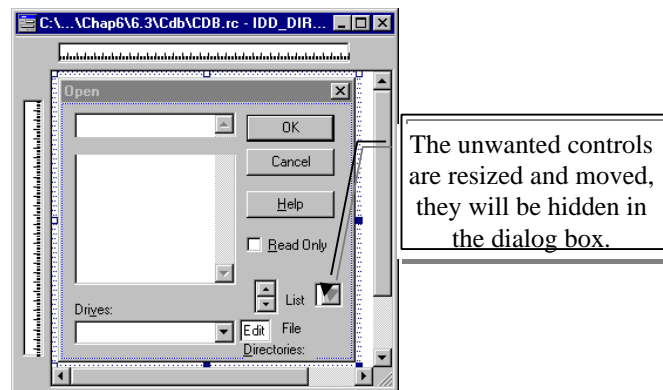 C:\...\Chap6\6.3\Cdb\CDB.rc - IDD_DIR...
Open
OK
Cancel
Help
Read Only
List
Drives:
Edit
File
Directories:
The unwanted controls
are resized and moved,
they will be hidden in
the dialog box.